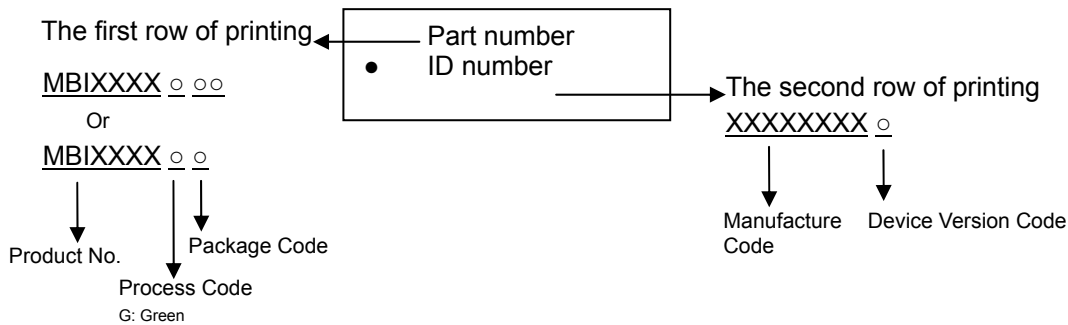 The first row of printing
Part number
● ID number
MBIXXXX ○ ○○
Or
MBIXXXX ○ ○
The second row of printing
XXXXXXXX ○
Product No.
Package Code
Process Code
G: Green
Manufacture
Code
Device Version Code